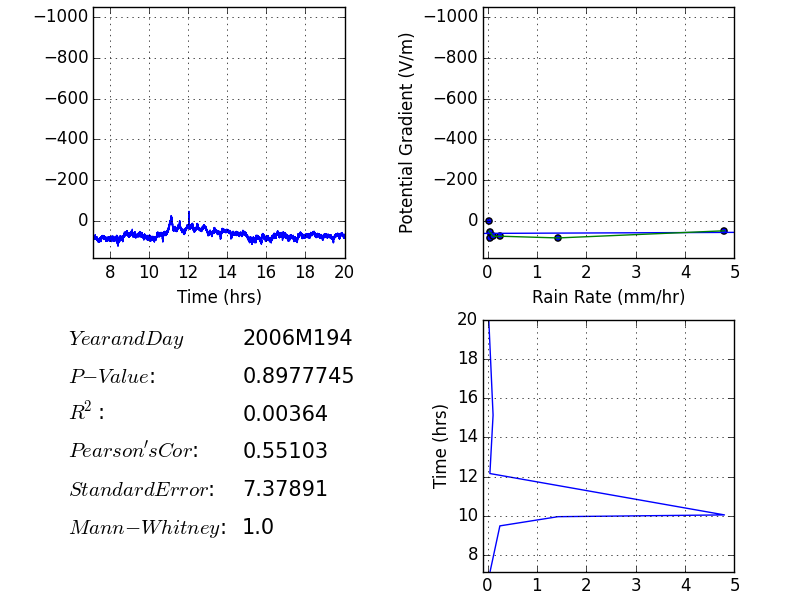 −1000
−800
−600
−400
−200
0
8 10 12 14 16 18 20
Time (hrs)
Potential Gradient (V/m)
−1000
−800
−600
−400
−200
0
0 1 2 3 4 5
Rain Rate (mm/hr)
YearandDay 2006M194
P−Value: 0.8977745
R²: 0.00364
Pearson'sCor: 0.55103
StandardError: 7.37891
Mann−Whitney: 1.0
Time (hrs)
20
18
16
14
12
10
8
0 1 2 3 4 5